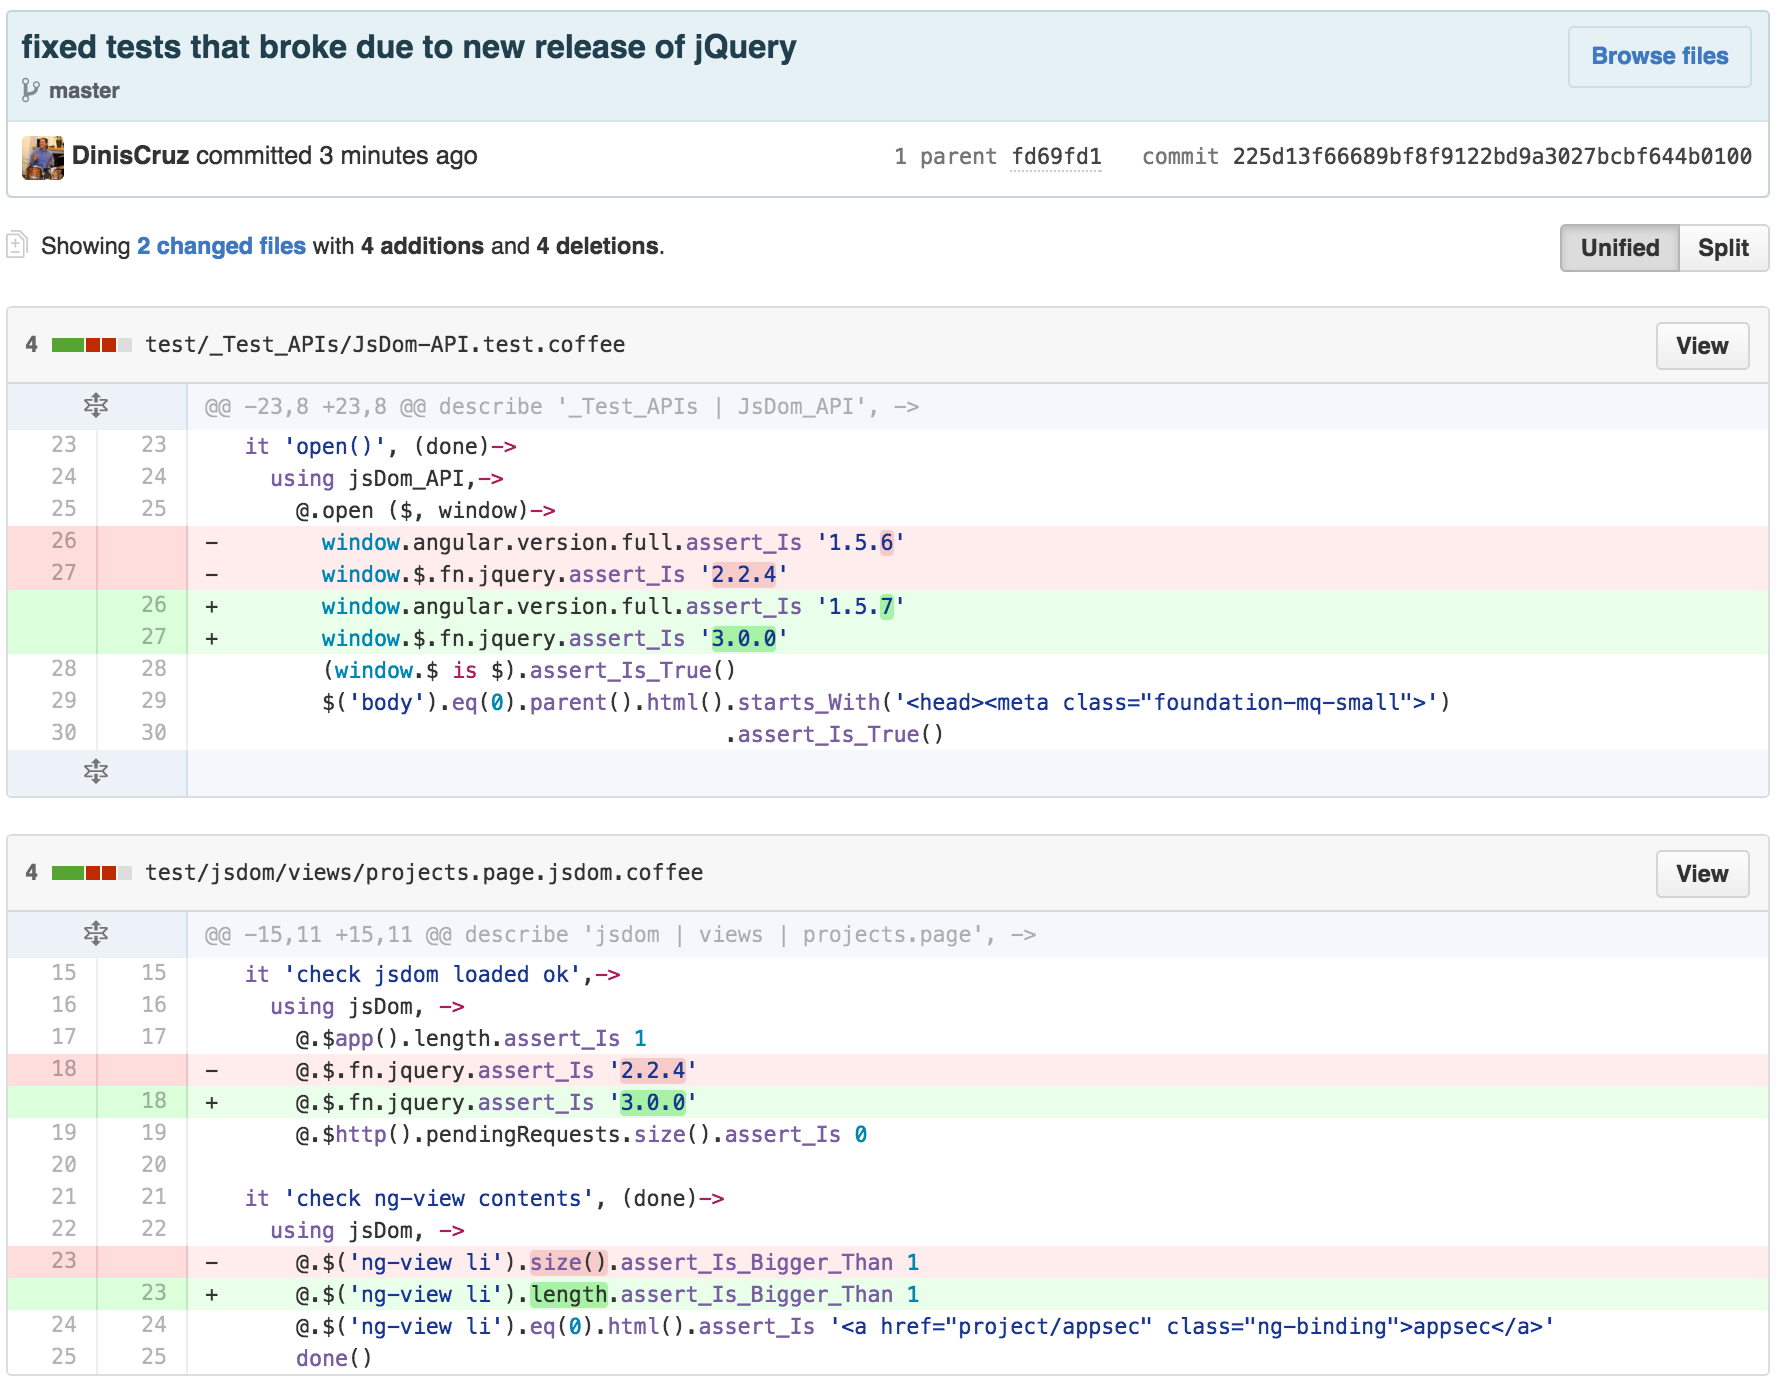 fixed tests that broke due to new release of jQuery
Browse files
master
DinisCruz committed 3 minutes ago 1 parent fd69fd1 commit 225d13f66689bf8f9122bd9a3027bcbf644b0100
Showing 2 changed files with 4 additions and 4 deletions.
Unified Split
4 test/_Test_APIs/JsDom-API.test.coffee View
@@ -23,8 +23,8 @@ describe '_Test_APIs | JsDom_API', ->
23 23 it 'open()', (done)->
24 24 using jsDom_API,->
25 25 @.open ($, window)->
26 - window.angular.version.full.assert_Is '1.5.6'
27 - window.$.fn.jquery.assert_Is '2.2.4'
26 + window.angular.version.full.assert_Is '1.5.7'
27 + window.$.fn.jquery.assert_Is '3.0.0'
28 28 (window.$ is $).assert_Is_True()
29 29 $('body').eq(0).parent().html().starts_With('<head><meta class="foundation-mq-small">')
30 30 .assert_Is_True()
4 test/jsdom/views/projects.page.jsdom.coffee View
@@ -15,11 +15,11 @@ describe 'jsdom | views | projects.page', ->
15 15 it 'check jsdom loaded ok',->
16 16 using jsDom, ->
17 17 @.$app().length.assert_Is 1
18 - @.$.fn.jquery.assert_Is '2.2.4'
18 + @.$.fn.jquery.assert_Is '3.0.0'
19 19 @.$http().pendingRequests.size().assert_Is 0
20 20
21 21 it 'check ng-view contents', (done)->
22 22 using jsDom, ->
23 - @.$('ng-view li').size().assert_Is_Bigger_Than 1
23 + @.$('ng-view li').length.assert_Is_Bigger_Than 1
24 24 @.$('ng-view li').eq(0).html().assert_Is '<a href="project/appsec" class="ng-binding">appsec</a>'
25 25 done()